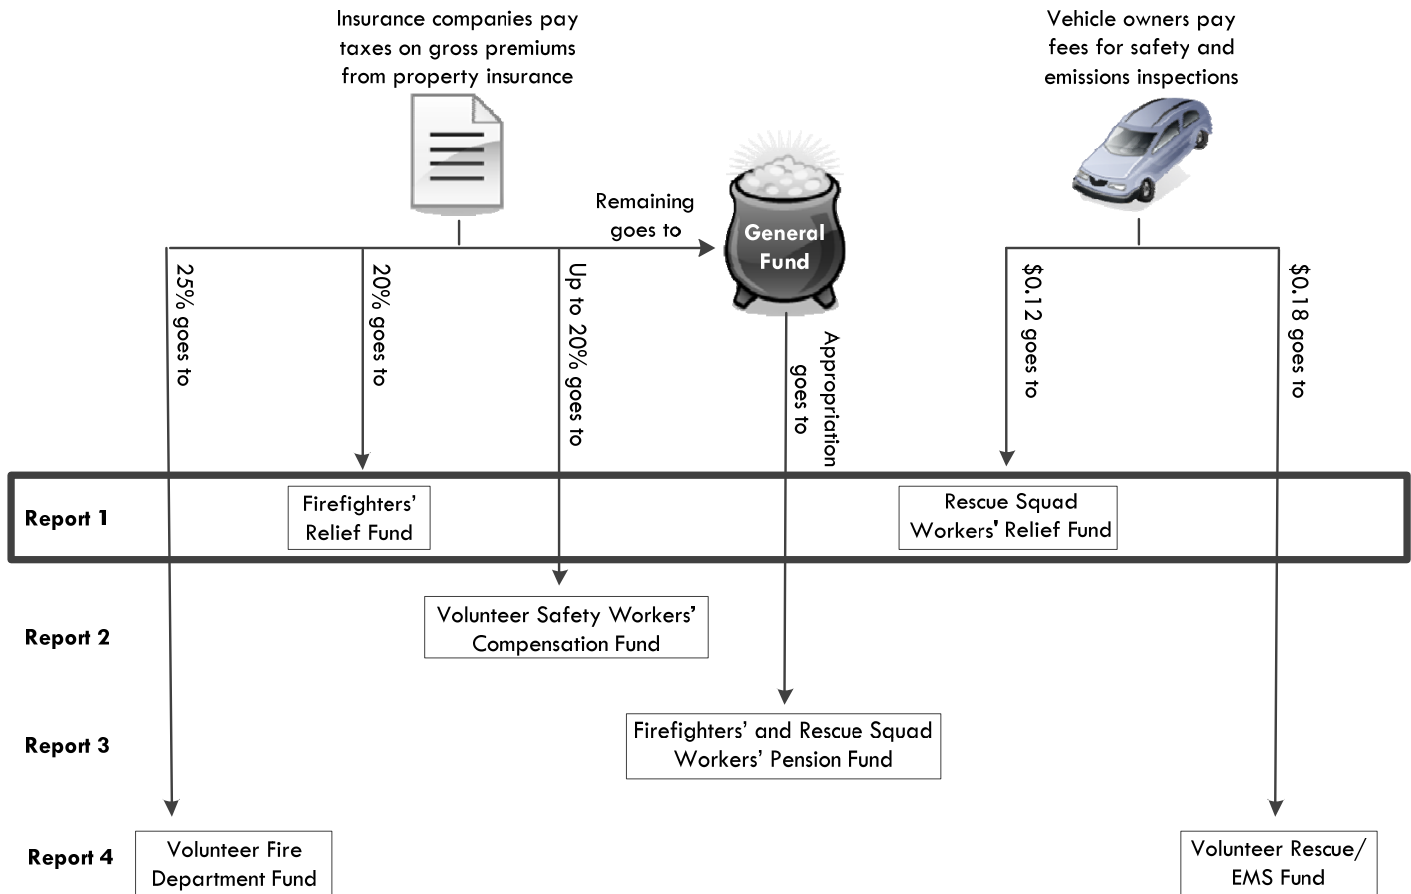 Insurance companies pay
taxes on gross premiums
from property insurance
Vehicle owners pay
fees for safety and
emissions inspections
Remaining
goes to
General
Fund
25% goes to
20% goes to
Up to 20% goes to
Appropriation
goes to
$0.12 goes to
$0.18 goes to
Report 1
Firefighters’
Relief Fund
Rescue Squad
Workers' Relief Fund
Report 2
Volunteer Safety Workers’
Compensation Fund
Report 3
Firefighters’ and Rescue Squad
Workers’ Pension Fund
Report 4
Volunteer Fire
Department Fund
Volunteer Rescue/
EMS Fund